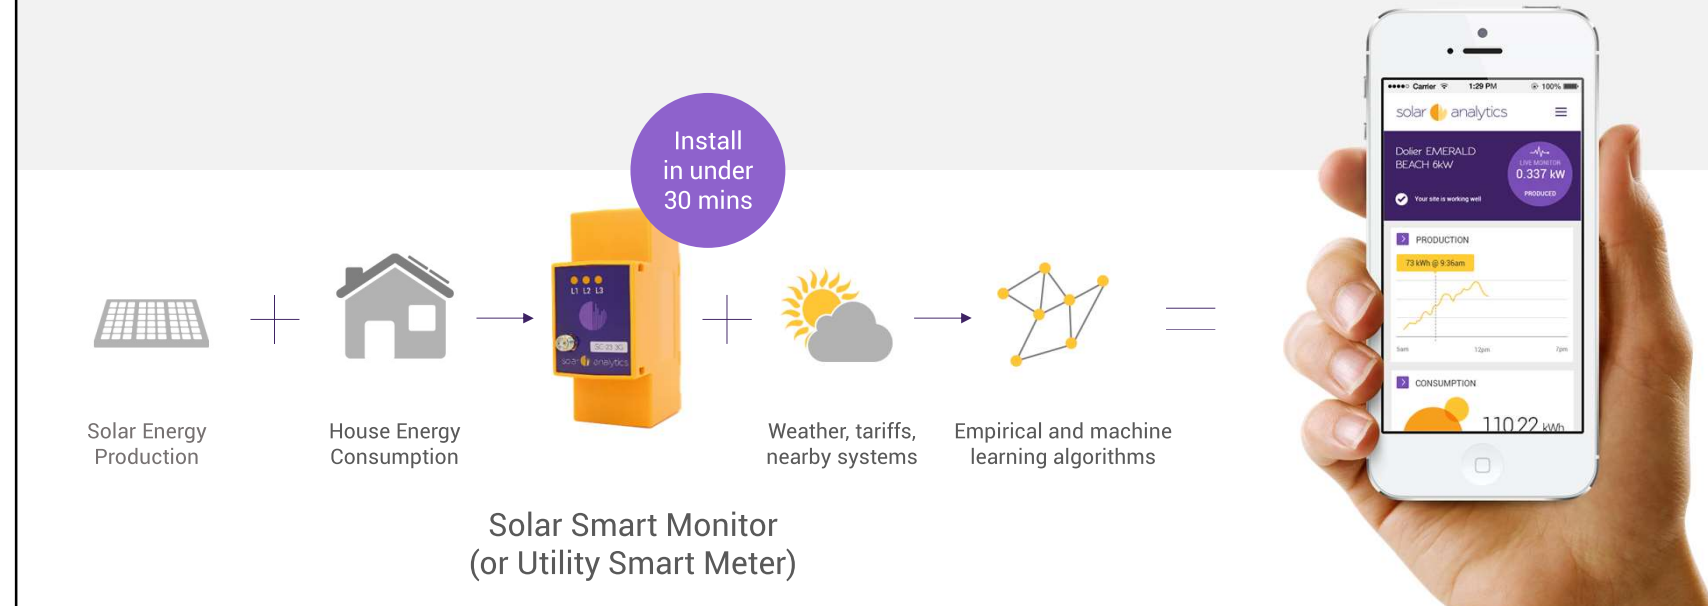 Install
in under
30 mins
L1 L2 L3
solar analytics
Solar Energy
Production
House Energy
Consumption
Weather, tariffs,
nearby systems
Empirical and machine
learning algorithms
Solar Smart Monitor
(or Utility Smart Meter)
Carrier 1:29 PM 100%
solar analytics
Dolier EMERALD
BEACH 6kW
LIVE MONITOR
0.337 kW
PRODUCED
Your site is working well
PRODUCTION
73 kWh @ 9:36am
5am 12pm 7pm
CONSUMPTION
110.22 kWh